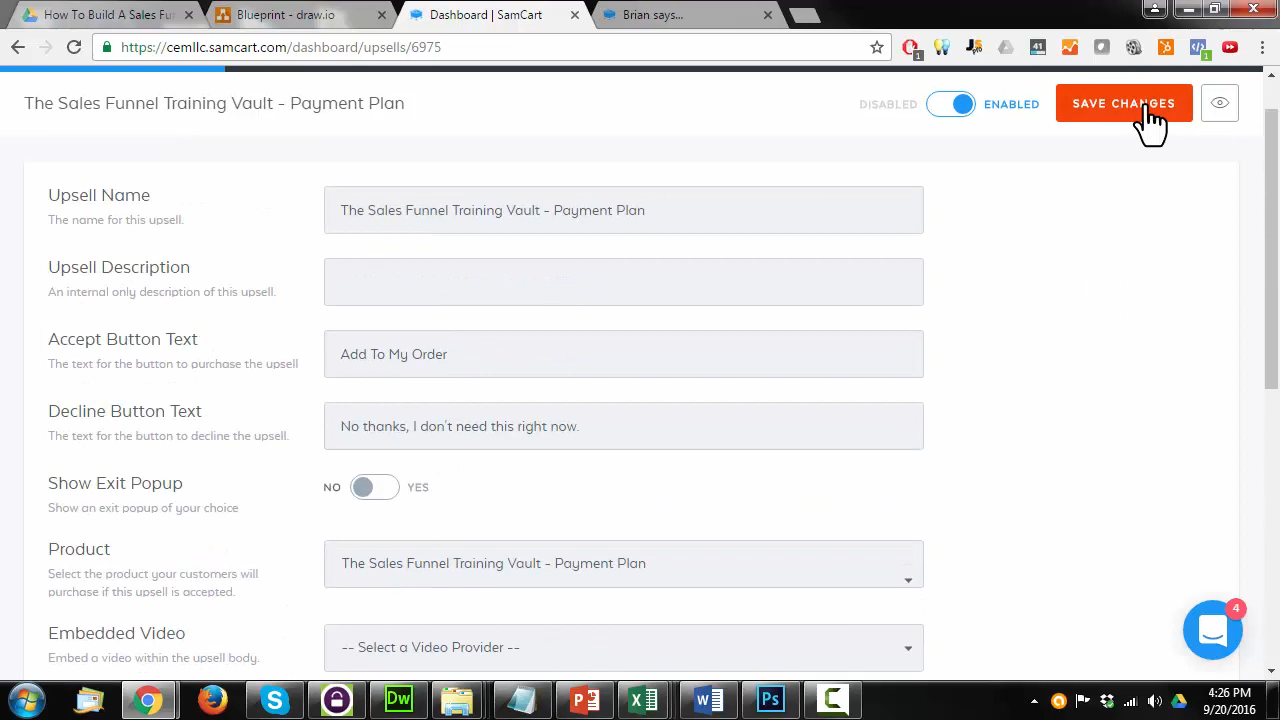 How To Build A Sales Fun
Blueprint - draw.io
Dashboard | SamCart
Brian says...
https://cemllc.samcart.com/dashboard/upsells/6975
1
41
1
The Sales Funnel Training Vault - Payment Plan
DISABLED
ENABLED
SAVE CHANGES
Upsell Name
The name for this upsell.
The Sales Funnel Training Vault - Payment Plan
Upsell Description
An internal only description of this upsell.
Accept Button Text
The text for the button to purchase the upsell
Add To My Order
Decline Button Text
The text for the button to decline the upsell.
No thanks, I don't need this right now.
Show Exit Popup
Show an exit popup of your choice
NO
YES
Product
Select the product your customers will
purchase if this upsell is accepted.
The Sales Funnel Training Vault - Payment Plan
Embedded Video
Embed a video within the upsell body.
-- Select a Video Provider --
4
Dw
Ps
4:26 PM
9/20/2016